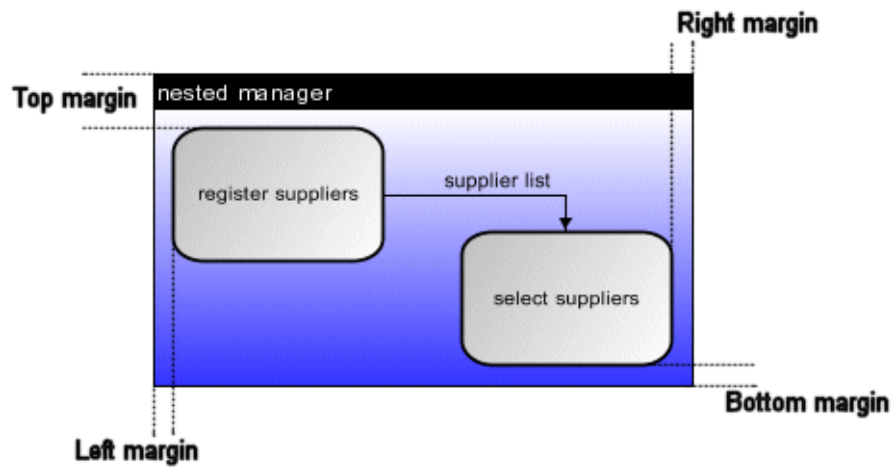 Right margin
Top margin
nested manager
supplier list
register suppliers
select suppliers
Bottom margin
Left margin